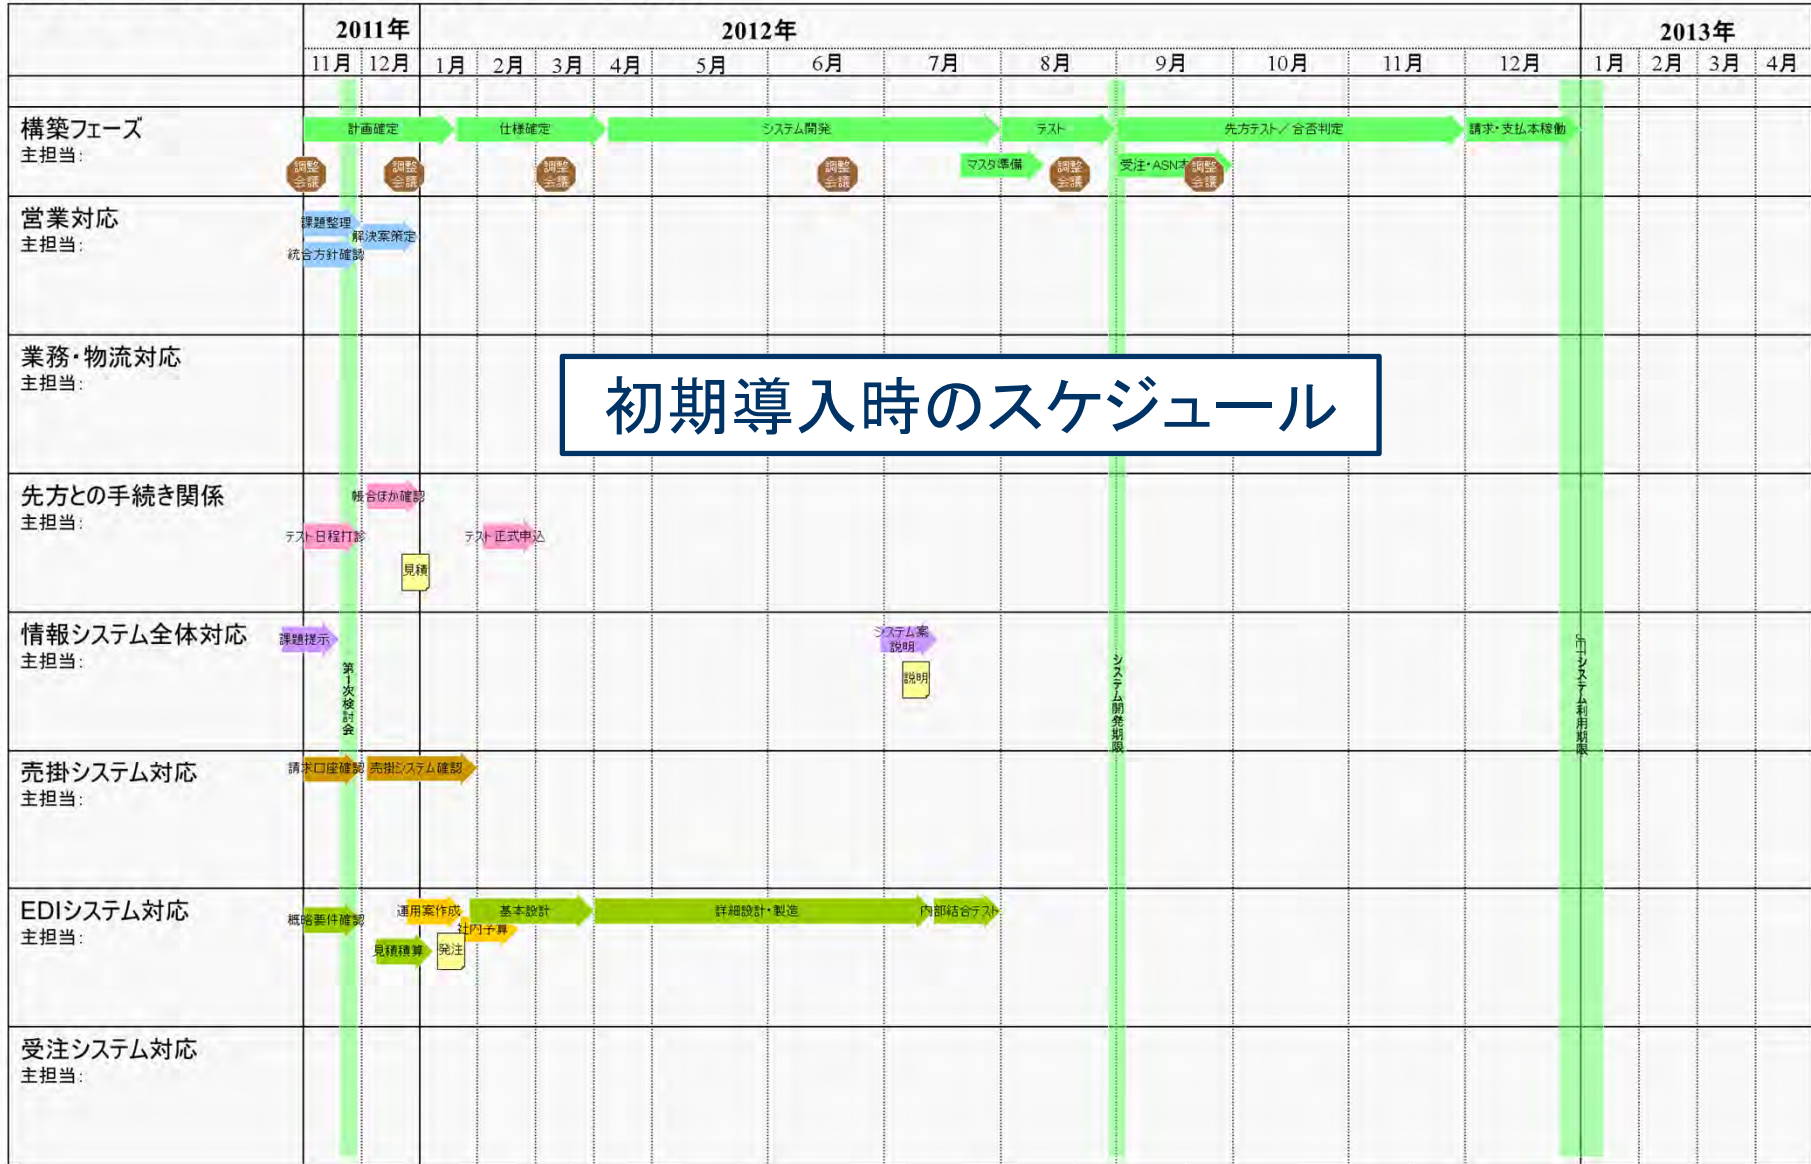 2011年
2012年
2013年
11月 12月 1月 2月 3月 4月 5月 6月 7月 8月 9月 10月 11月 12月 1月 2月 3月 4月
構築フェーズ
主担当:
計画確定
仕様確定
システム開発
テスト
先方テスト/合否判定
請求・支払本稼働
マスタ準備
受注・ASN本
調整
会議
調整
会議
調整
会議
調整
会議
調整
会議
調整
会議
営業対応
主担当:
課題整理
解決案策定
統合方針確認
業務・物流対応
主担当:
初期導入時のスケジュール
先方との手続き関係
主担当:
帳合ほか確認
テスト日程打診
テスト正式申込
見積
情報システム全体対応
主担当:
課題提示
システム案
説明
説明
第1次検討会
システム開発期限
JETシステム利用期限
売掛システム対応
主担当:
請求口座確認
売掛システム確認
EDIシステム対応
主担当:
概略要件確認
運用案作成
基本設計
詳細設計・製造
内部結合テスト
社内予算
見積積算
発注
受注システム対応
主担当: